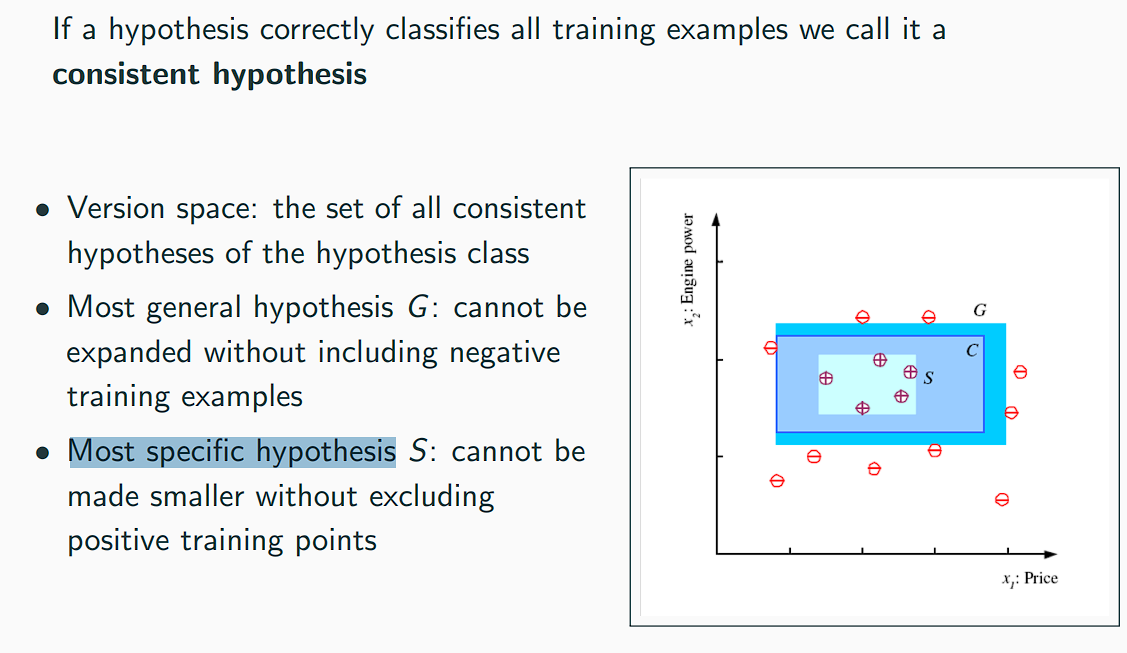 If a hypothesis correctly classifies all training examples we call it a
consistent hypothesis
• Version space: the set of all consistent
hypotheses of the hypothesis class
• Most general hypothesis G: cannot be
expanded without including negative
training examples
• Most specific hypothesis S: cannot be
made smaller without excluding
positive training points
x₂: Engine power
G
C
S
x₁: Price